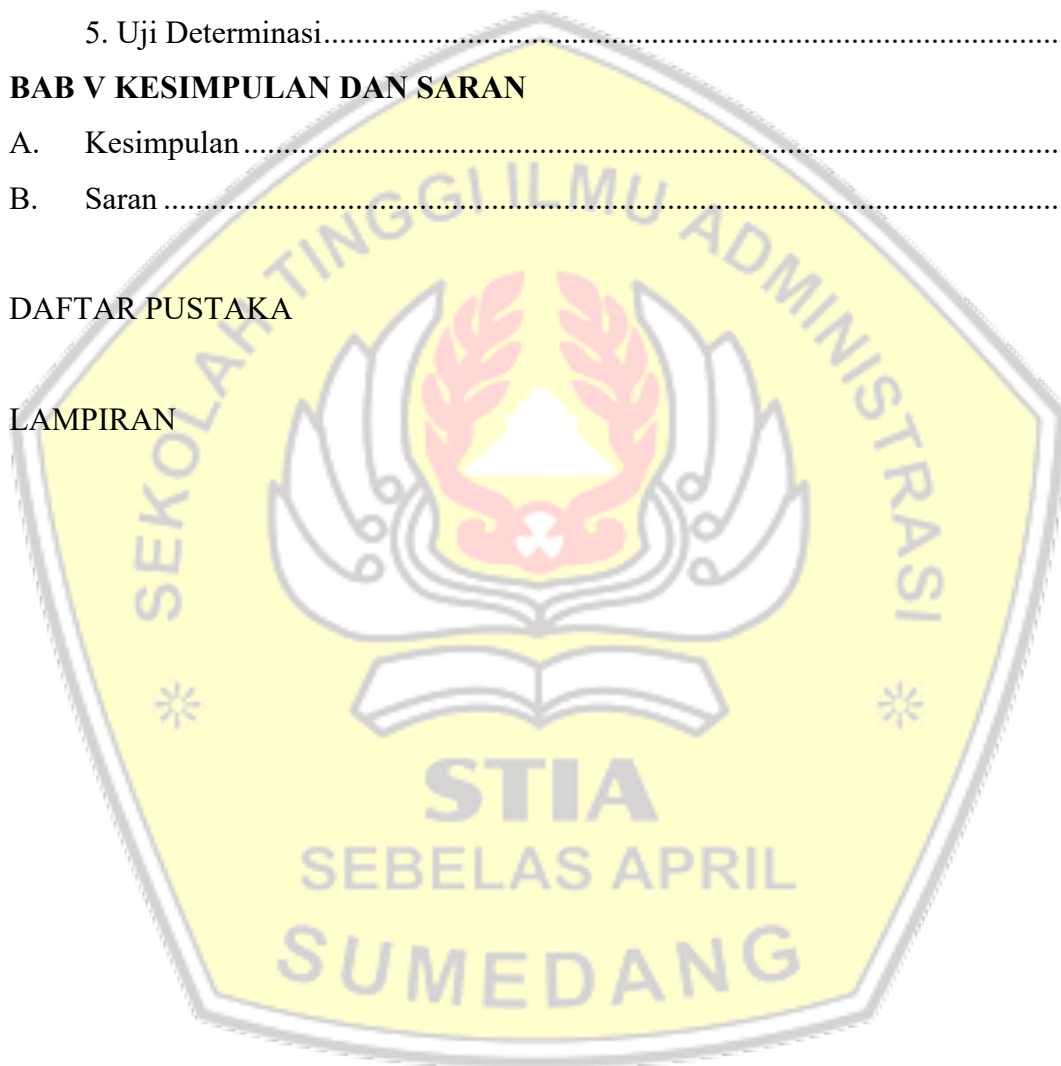 5. Uji Determinasi............................................................................................
BAB V KESIMPULAN DAN SARAN
A. Kesimpulan......................................................................................................
B. Saran................................................................................................................
DAFTAR PUSTAKA
LAMPIRAN
SEKOLAH TINGGI ILMU ADMINISTRASI
STIA
SEBELAS APRIL
SUMEDANG